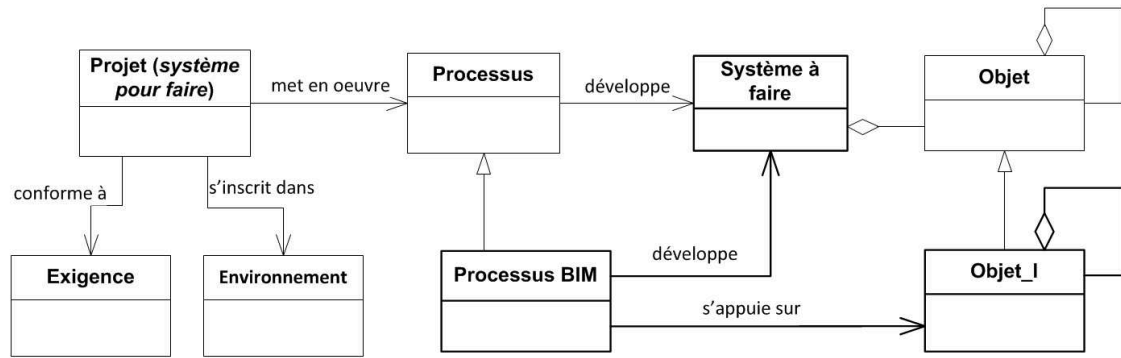 Projet (système
pour faire)
met en oeuvre
Processus
développe
Système à
faire
Objet
conforme à
s'inscrit dans
Exigence
Environnement
Processus BIM
développe
s'appuie sur
Objet_I